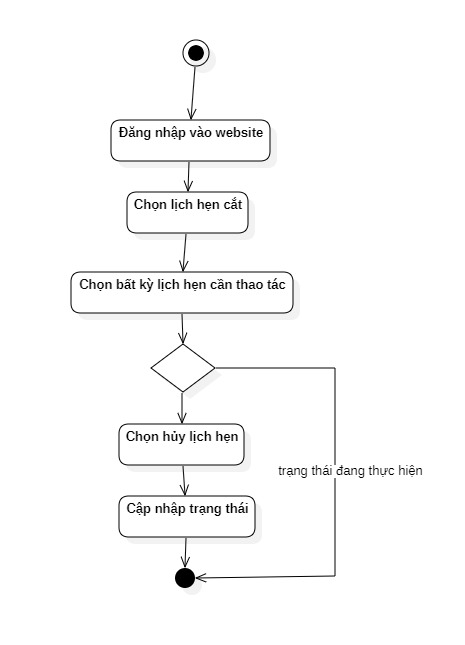 Đăng nhập vào website
Chọn lịch hẹn cắt
Chọn bất kỳ lịch hẹn cần thao tác
Chọn hủy lịch hẹn
trạng thái đang thực hiện
Cập nhập trạng thái